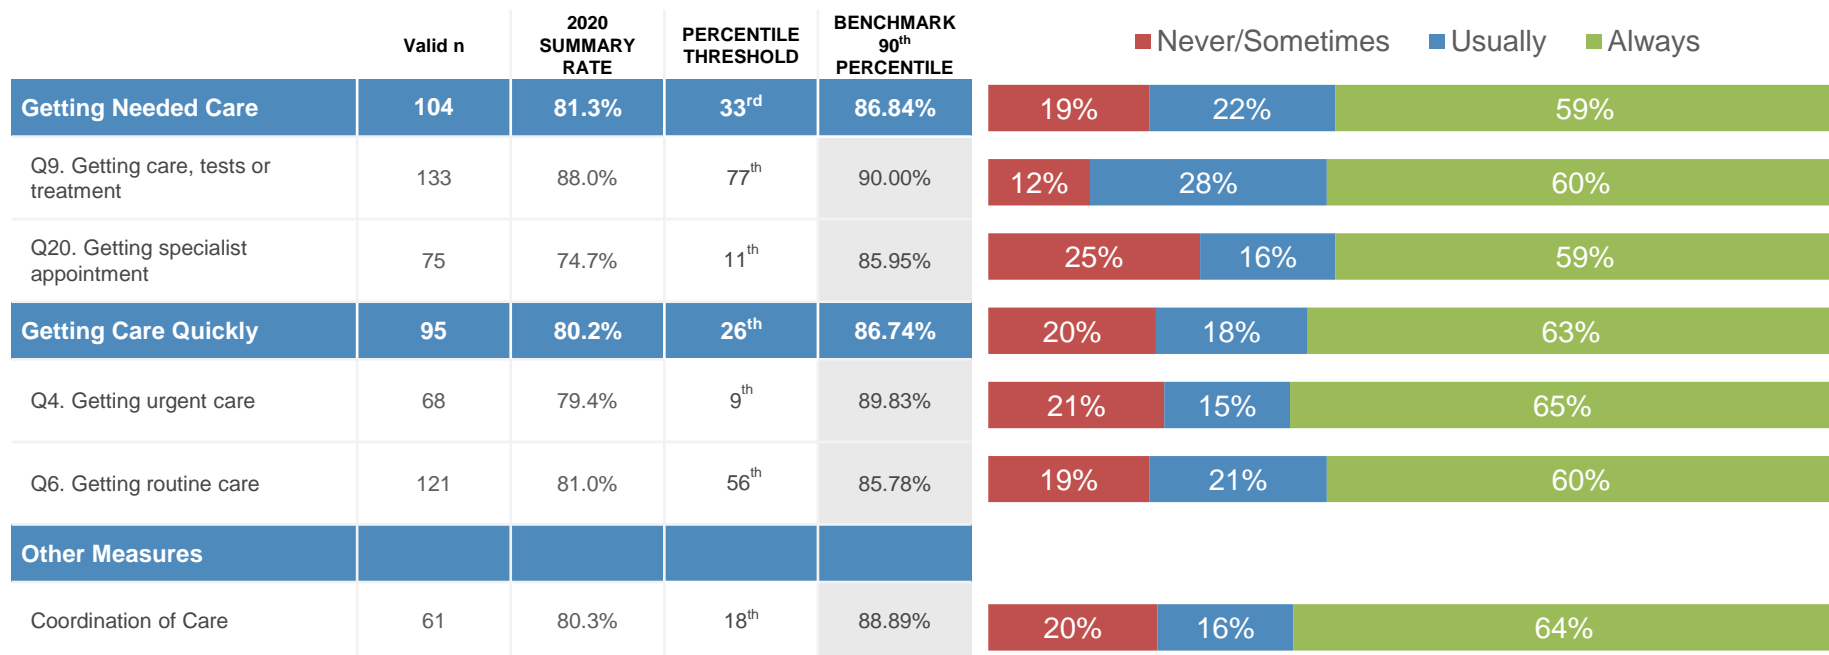 Valid n
2020
SUMMARY
RATE
PERCENTILE
THRESHOLD
BENCHMARK
90th
PERCENTILE
Never/Sometimes Usually Always
Getting Needed Care 104 81.3% 33rd 86.84% 19% 22% 59%
Q9. Getting care, tests or
treatment
133 88.0% 77th 90.00% 12% 28% 60%
Q20. Getting specialist
appointment
75 74.7% 11th 85.95% 25% 16% 59%
Getting Care Quickly 95 80.2% 26th 86.74% 20% 18% 63%
Q4. Getting urgent care 68 79.4% 9th 89.83% 21% 15% 65%
Q6. Getting routine care 121 81.0% 56th 85.78% 19% 21% 60%
Other Measures
Coordination of Care 61 80.3% 18th 88.89% 20% 16% 64%